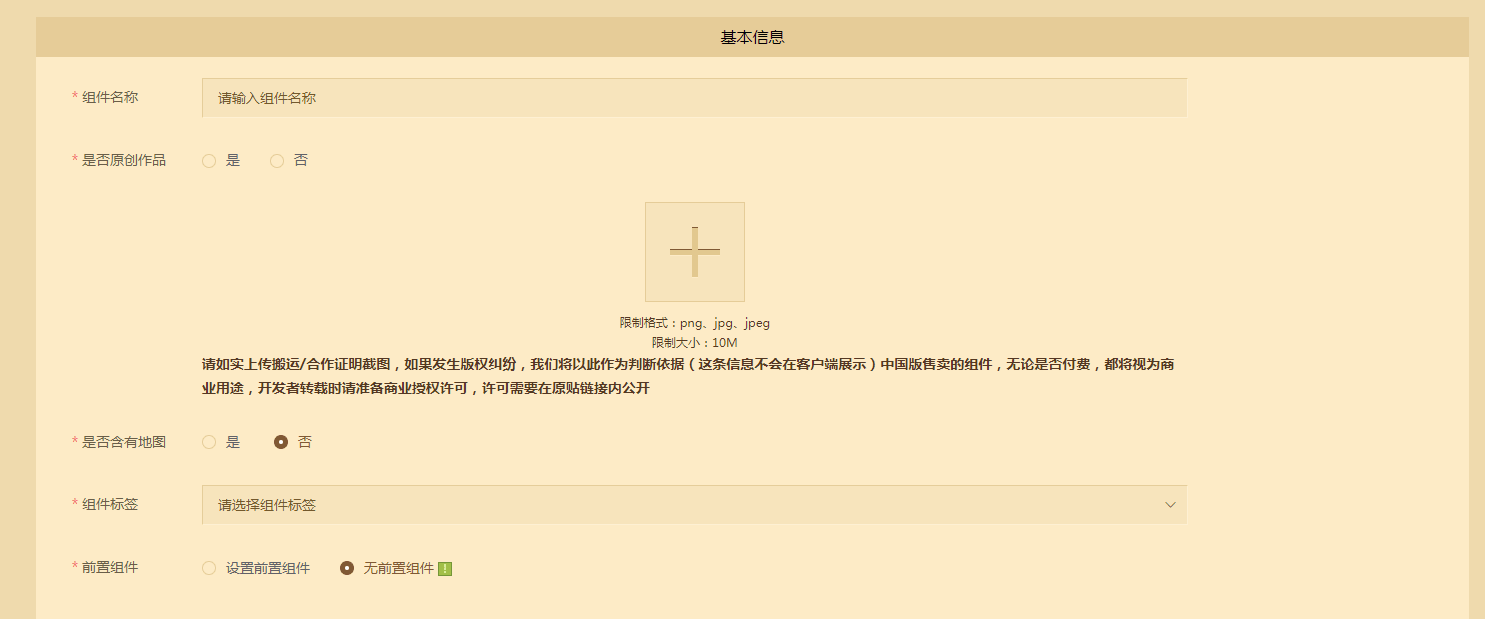 基本信息
* 组件名称 请输入组件名称
* 是否原创作品 是 否
限制格式：png、jpg、jpeg
限制大小：10M
请如实上传搬运/合作证明截图，如果发生版权纠纷，我们将以此作为判断依据（这条信息不会在客户端展示）中国版售卖的组件，无论是否付费，都将视为商
业用途，开发者转载时请准备商业授权许可，许可需要在原贴链接内公开
* 是否含有地图 是 否
* 组件标签 请选择组件标签
* 前置组件 设置前置组件 无前置组件 !